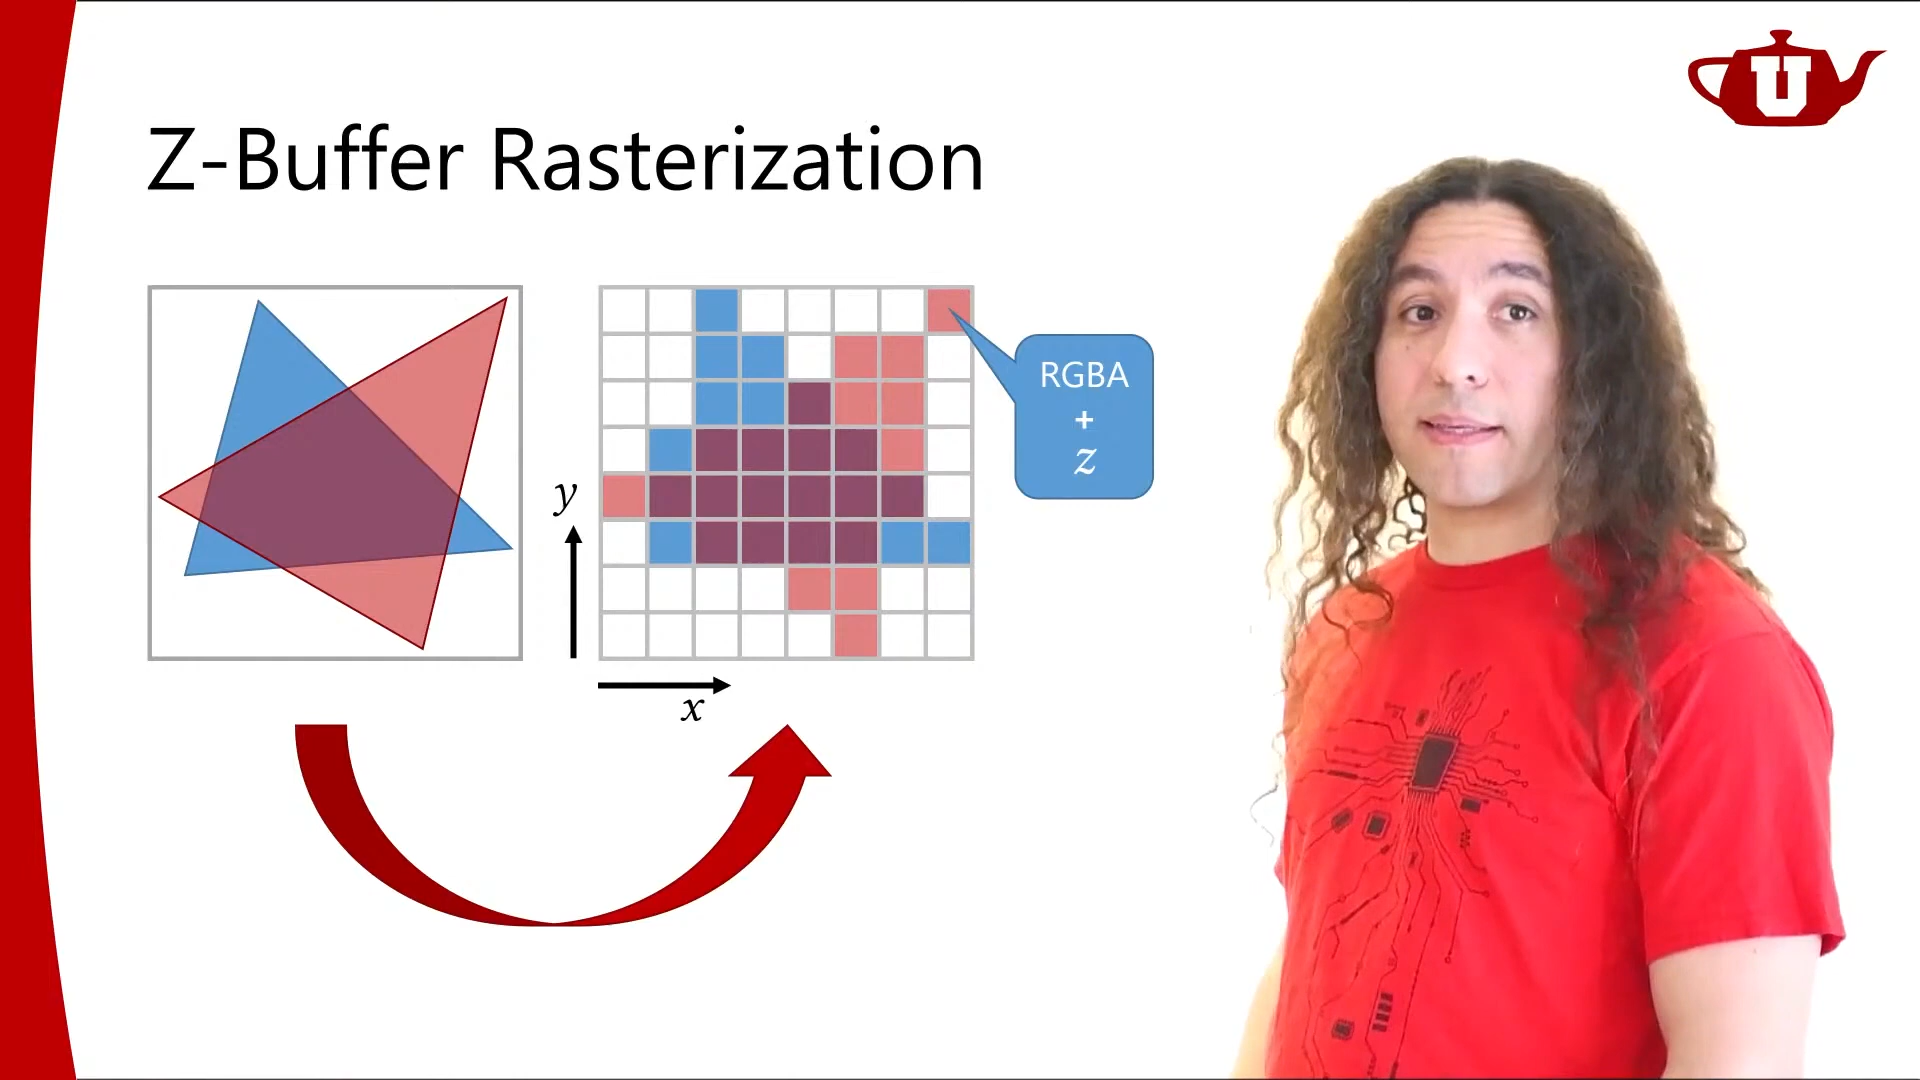 U
Z-Buffer Rasterization
RGBA
+
z
y
x